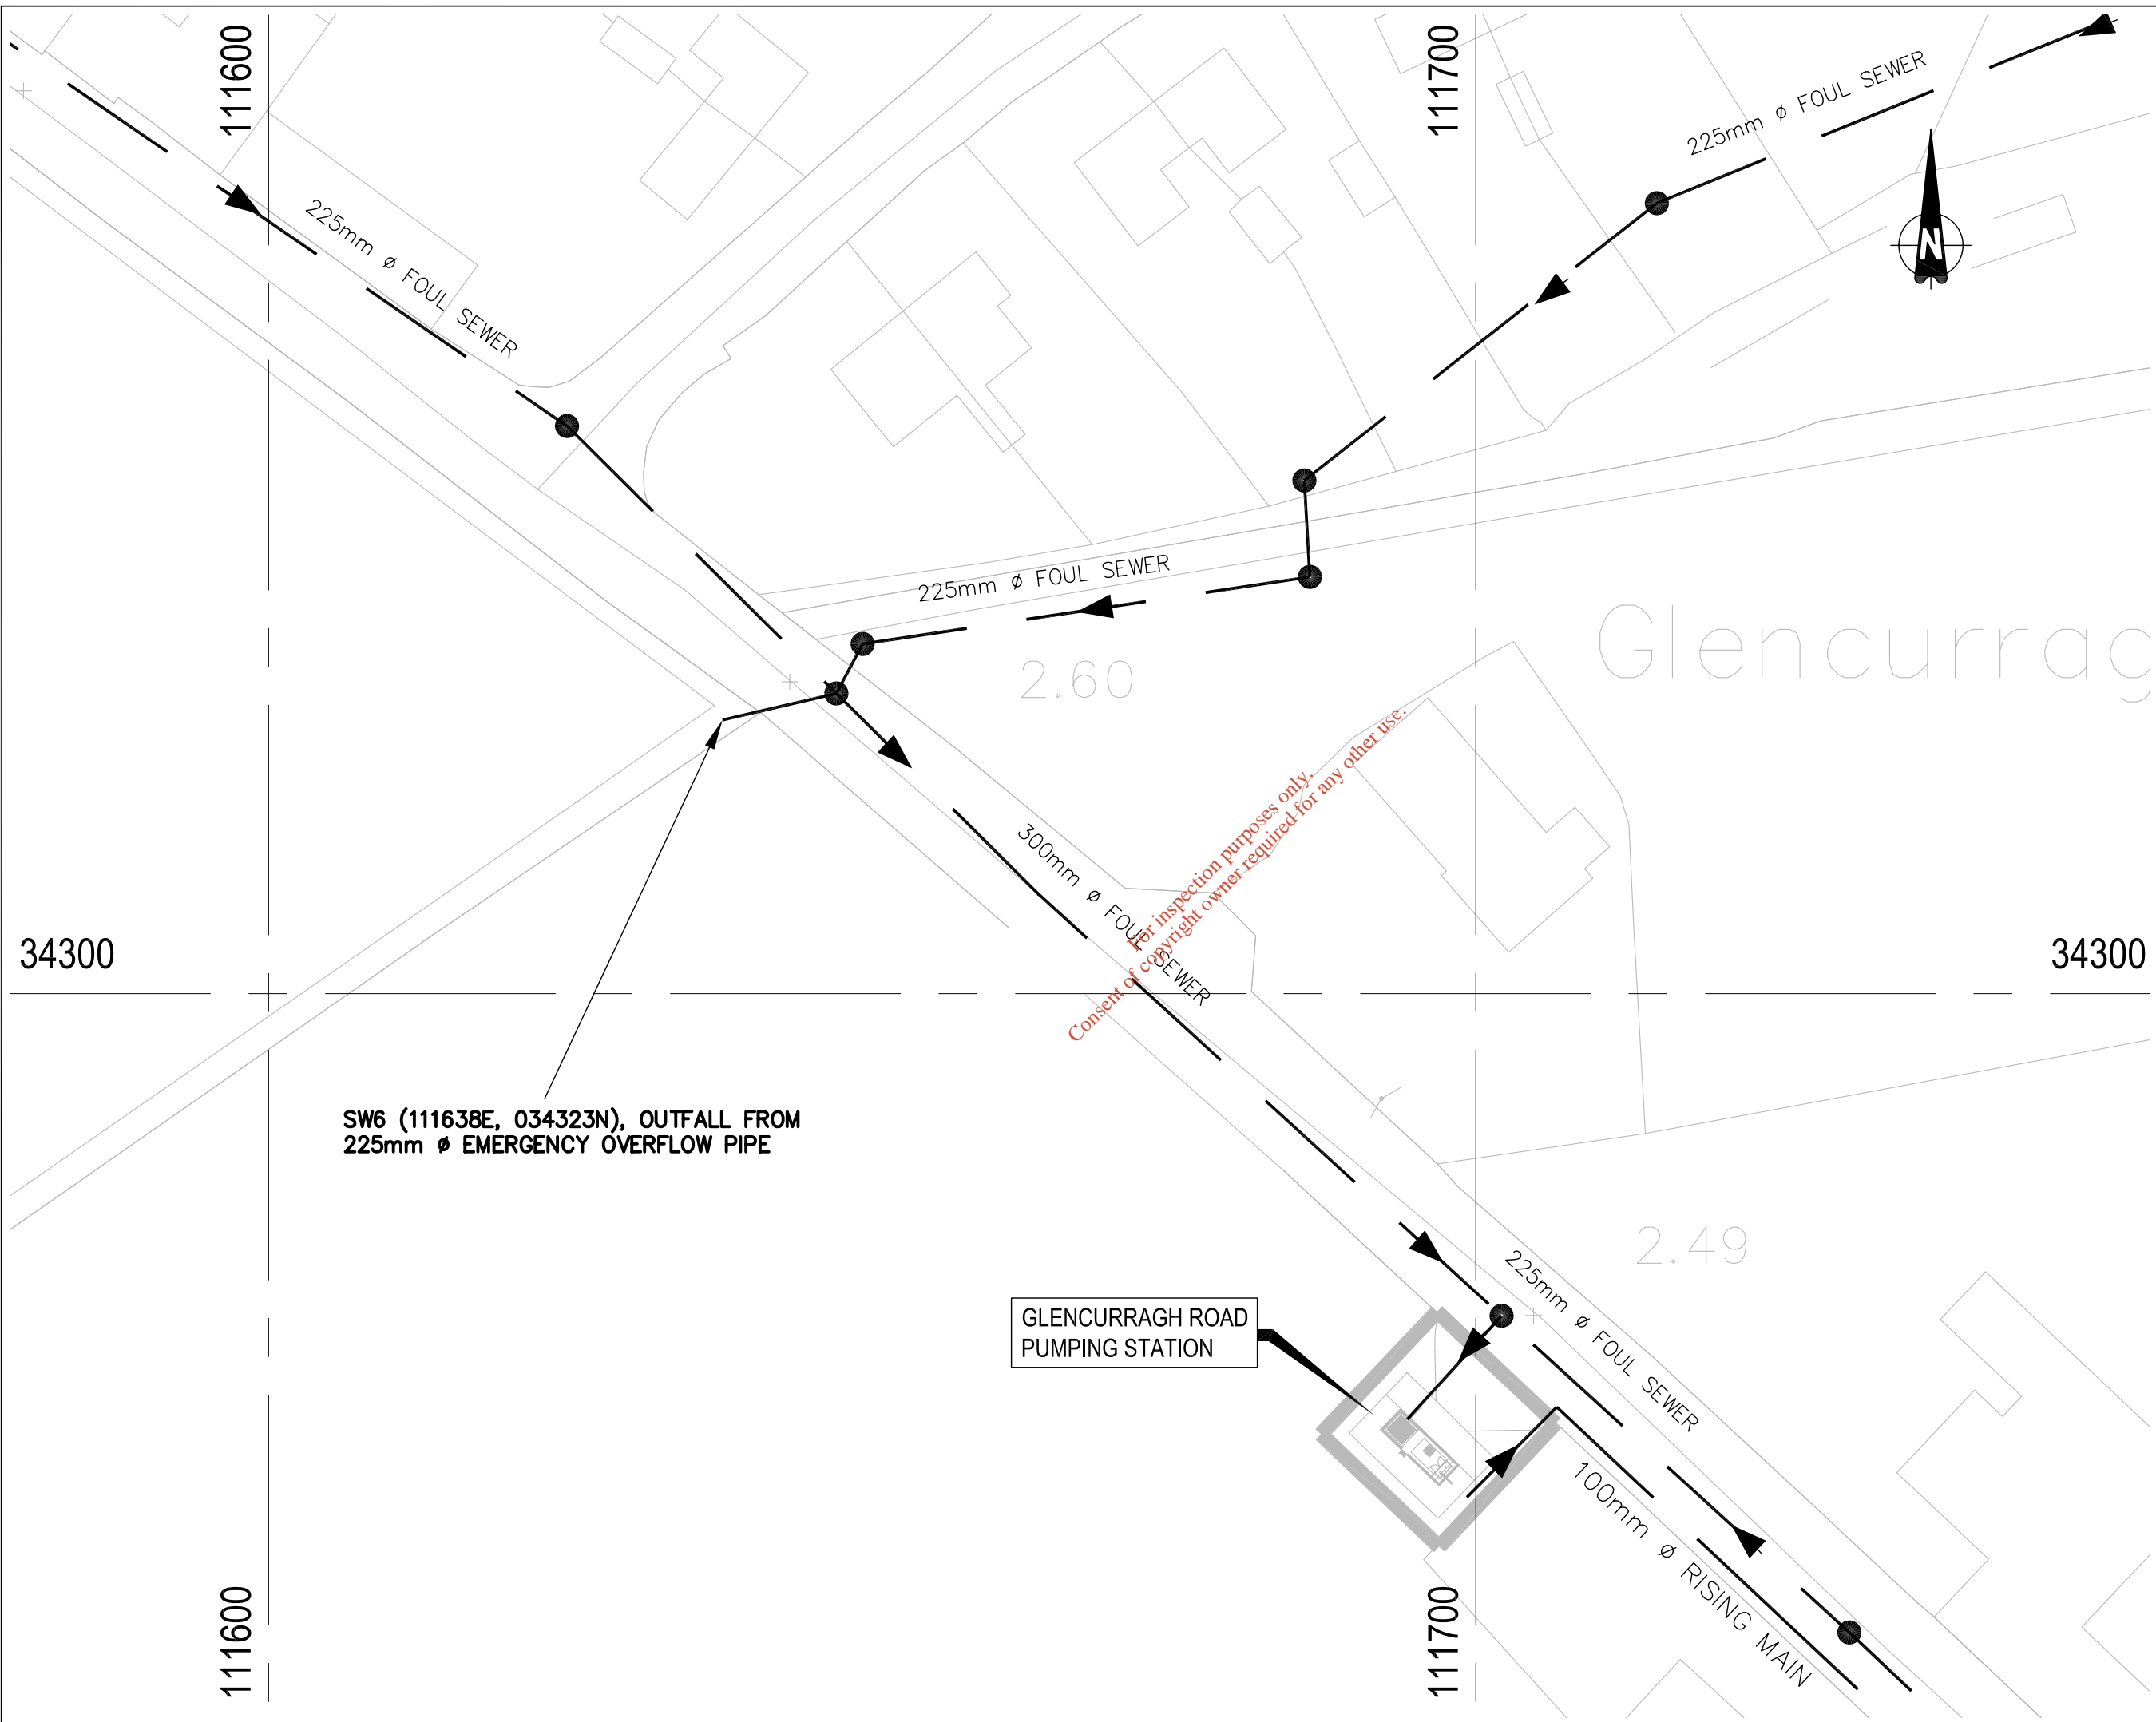 111600
111700
225mm ø FOUL SEWER
225mm ø FOUL SEWER
N
225mm ø FOUL SEWER
Glencurrag
2.60
For inspection purposes only.
Consent of copyright owner required for any other use.
300mm ø FOUL SEWER
34300
34300
SW6 (111638E, 034323N), OUTFALL FROM
225mm ø EMERGENCY OVERFLOW PIPE
2.49
225mm ø FOUL SEWER
GLENCURRAGH ROAD
PUMPING STATION
100mm ø RISING MAIN
111600
111700